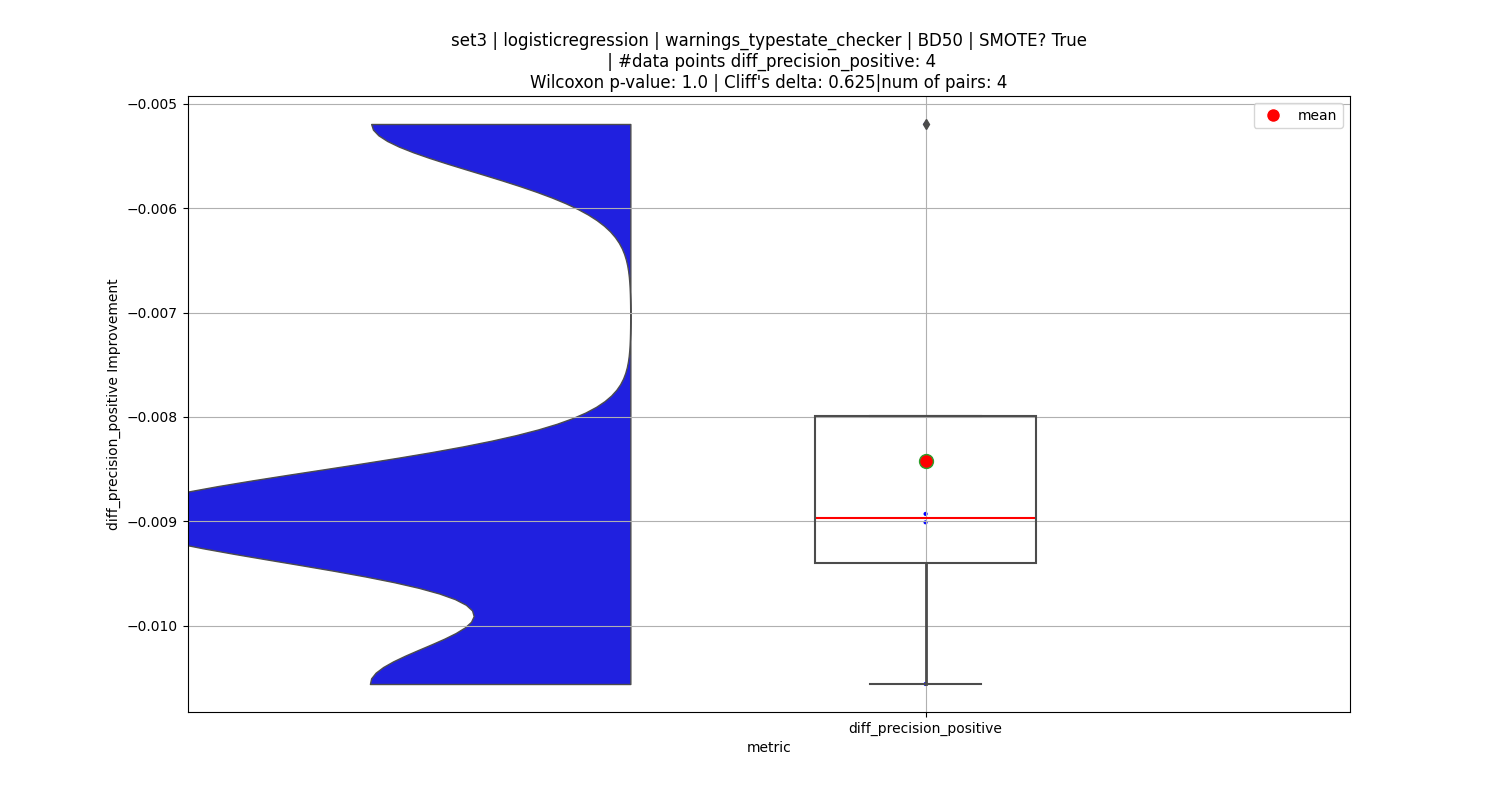 set3 | logisticregression | warnings_typestate_checker | BD50 | SMOTE? True
| #data points diff_precision_positive: 4
Wilcoxon p-value: 1.0 | Cliff's delta: 0.625|num of pairs: 4
−0.005
mean
−0.006
−0.007
−0.008
−0.009
−0.010
diff_precision_positive Improvement
diff_precision_positive
metric